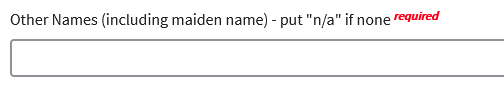 Other Names (including maiden name) - put "n/a" if none required